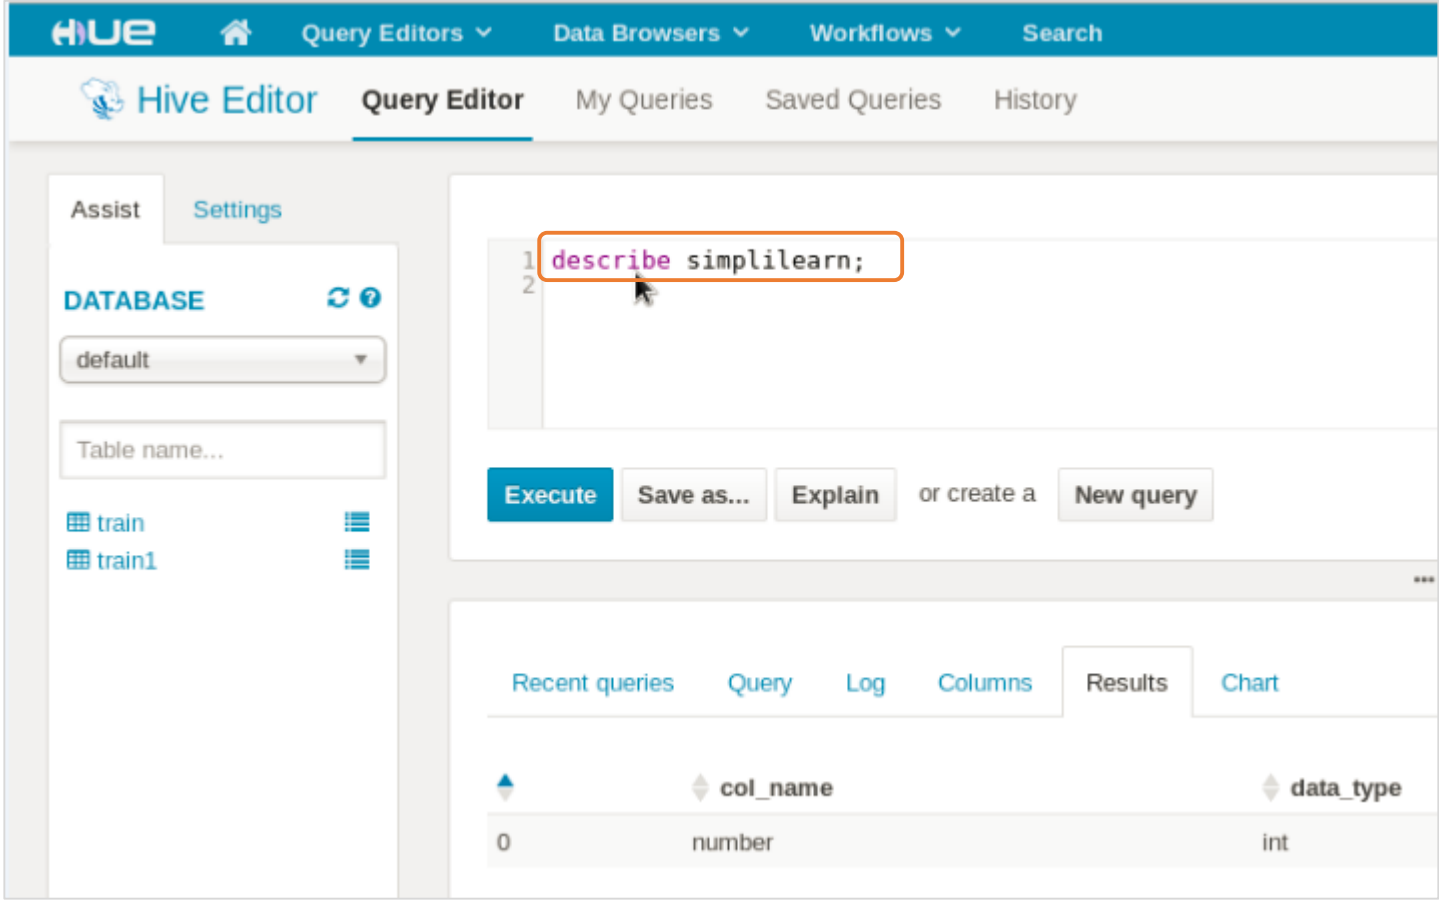 HUE Query Editors Data Browsers Workflows Search
Hive Editor Query Editor My Queries Saved Queries History
Assist Settings
DATABASE
default
Table name...
train
train1
1 describe simplilearn;
2
Execute Save as... Explain or create a New query
Recent queries Query Log Columns Results Chart
col_name data_type
0 number int